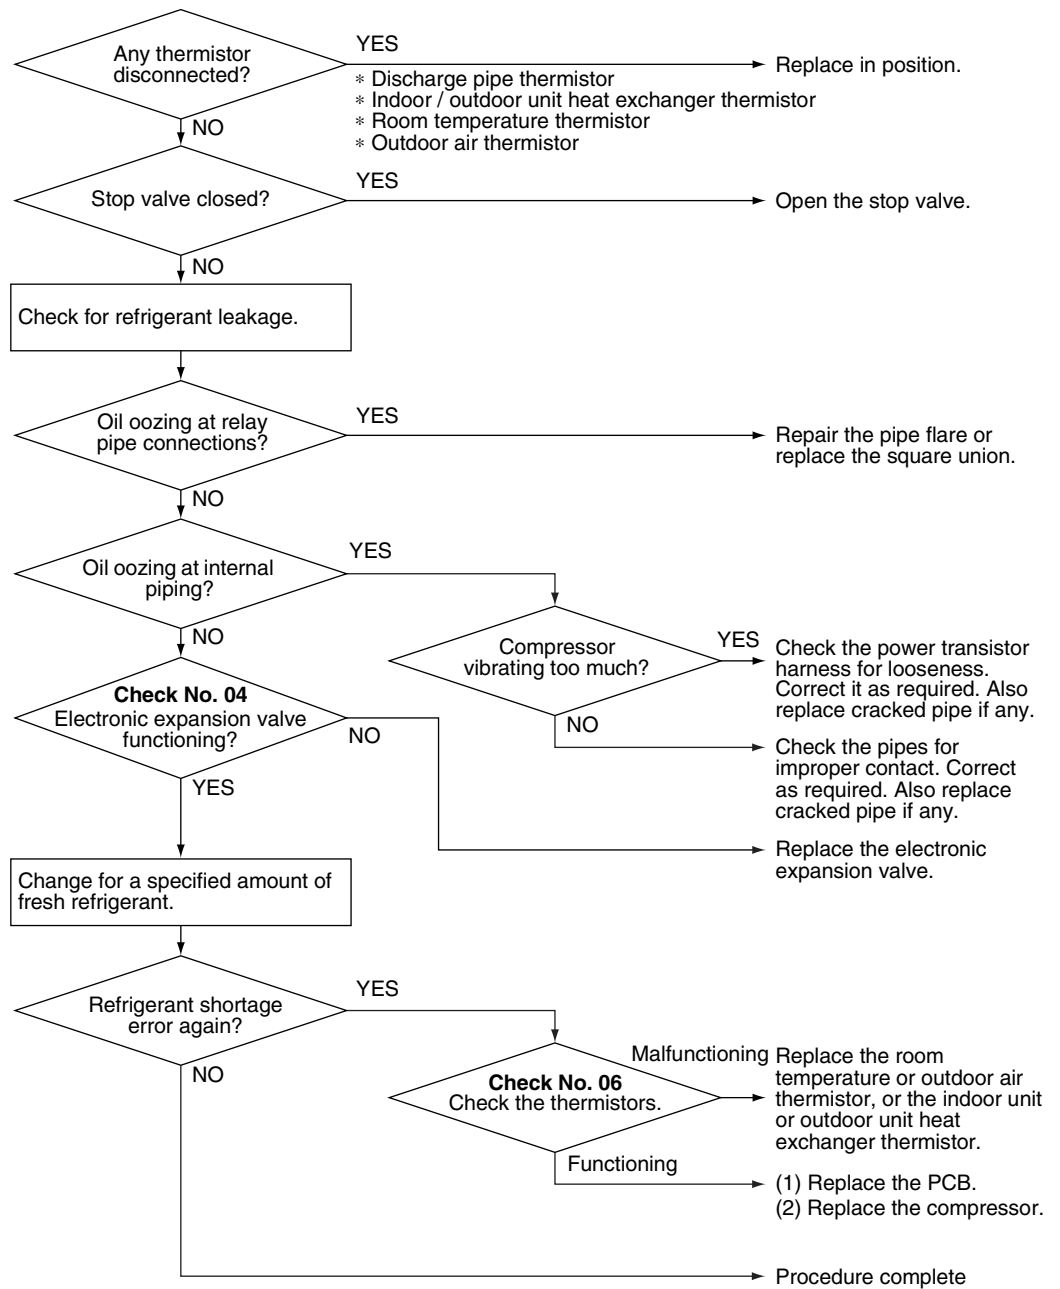 Any thermistor
disconnected?
YES
* Discharge pipe thermistor
* Indoor / outdoor unit heat exchanger thermistor
* Room temperature thermistor
* Outdoor air thermistor
Replace in position.
NO
Stop valve closed?
YES
Open the stop valve.
NO
Check for refrigerant leakage.
Oil oozing at relay
pipe connections?
YES
Repair the pipe flare or
replace the square union.
NO
Oil oozing at internal
piping?
YES
Compressor
vibrating too much?
YES
Check the power transistor
harness for looseness.
Correct it as required. Also
replace cracked pipe if any.
NO
Check the pipes for
improper contact. Correct
as required. Also replace
cracked pipe if any.
NO
Check No. 04
Electronic expansion valve
functioning?
NO
Replace the electronic
expansion valve.
YES
Change for a specified amount of
fresh refrigerant.
Refrigerant shortage
error again?
YES
Check No. 06
Check the thermistors.
Malfunctioning
Replace the room
temperature or outdoor air
thermistor, or the indoor unit
or outdoor unit heat
exchanger thermistor.
Functioning
(1) Replace the PCB.
(2) Replace the compressor.
NO
Procedure complete